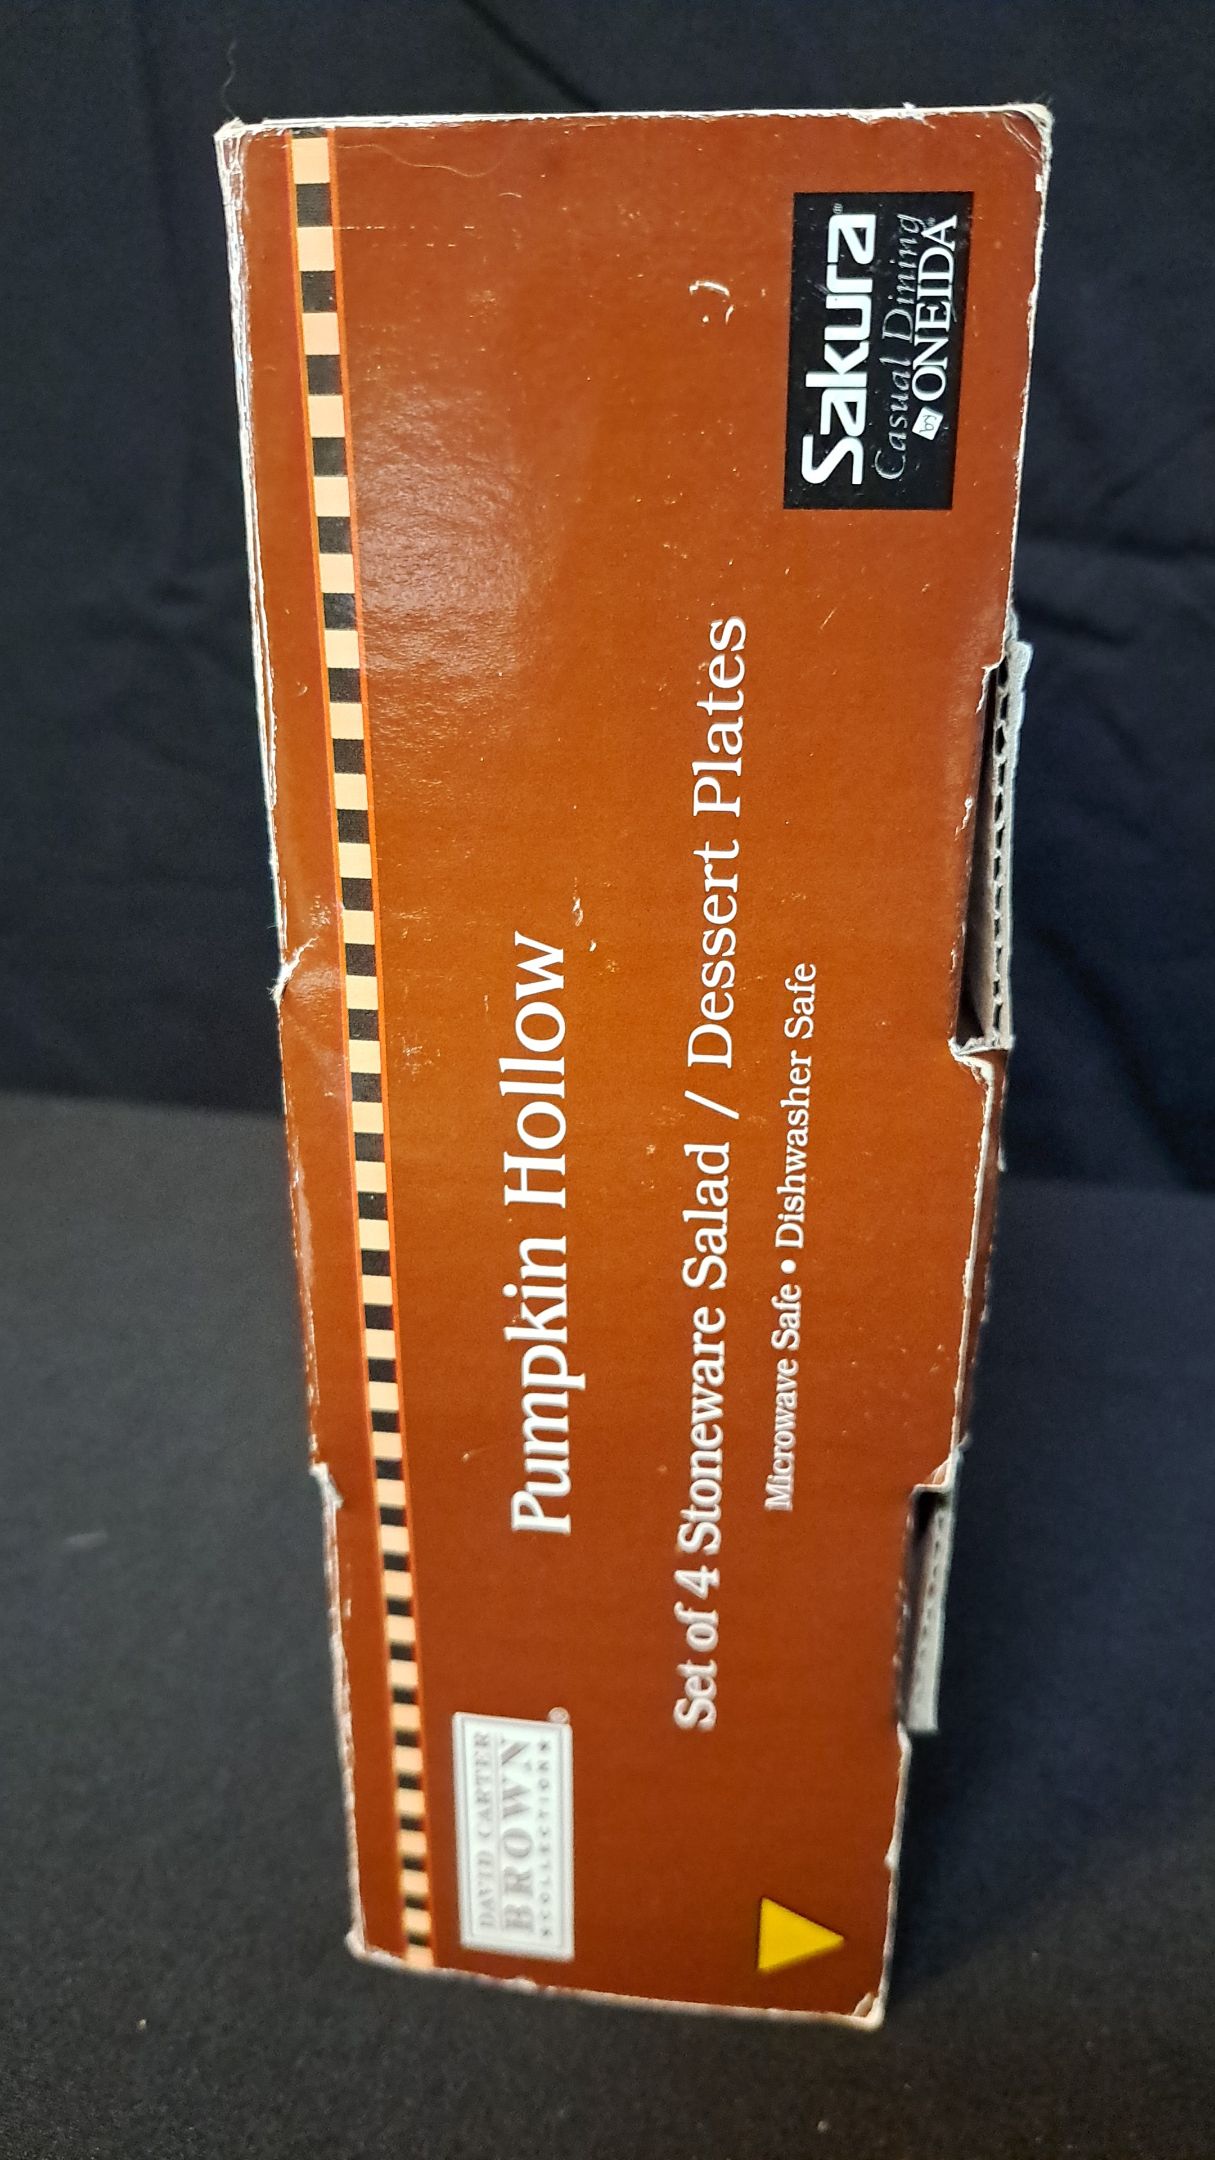 DAVID CARTER
BROWN
COLLECTIONS®
Pumpkin Hollow
Set of 4 Stoneware Salad / Dessert Plates
Microwave Safe • Dishwasher Safe
Sakura®
Casual Dining
ONEIDA®